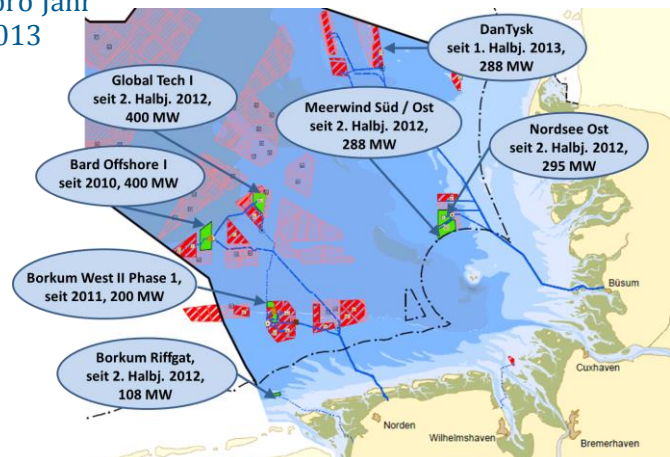 pro Jahr
2013
DanTysk
seit 1. Halbj. 2013,
288 MW
Global Tech I
seit 2. Halbj. 2012,
400 MW
Meerwind Süd / Ost
seit 2. Halbj. 2012,
288 MW
Nordsee Ost
seit 2. Halbj. 2012,
295 MW
Bard Offshore I
seit 2010, 400 MW
Borkum West II Phase 1,
seit 2011, 200 MW
Büsum
Borkum Riffgat,
seit 2. Halbj. 2012,
108 MW
Cuxhaven
Norden
Wilhelmshaven
Bremerhaven